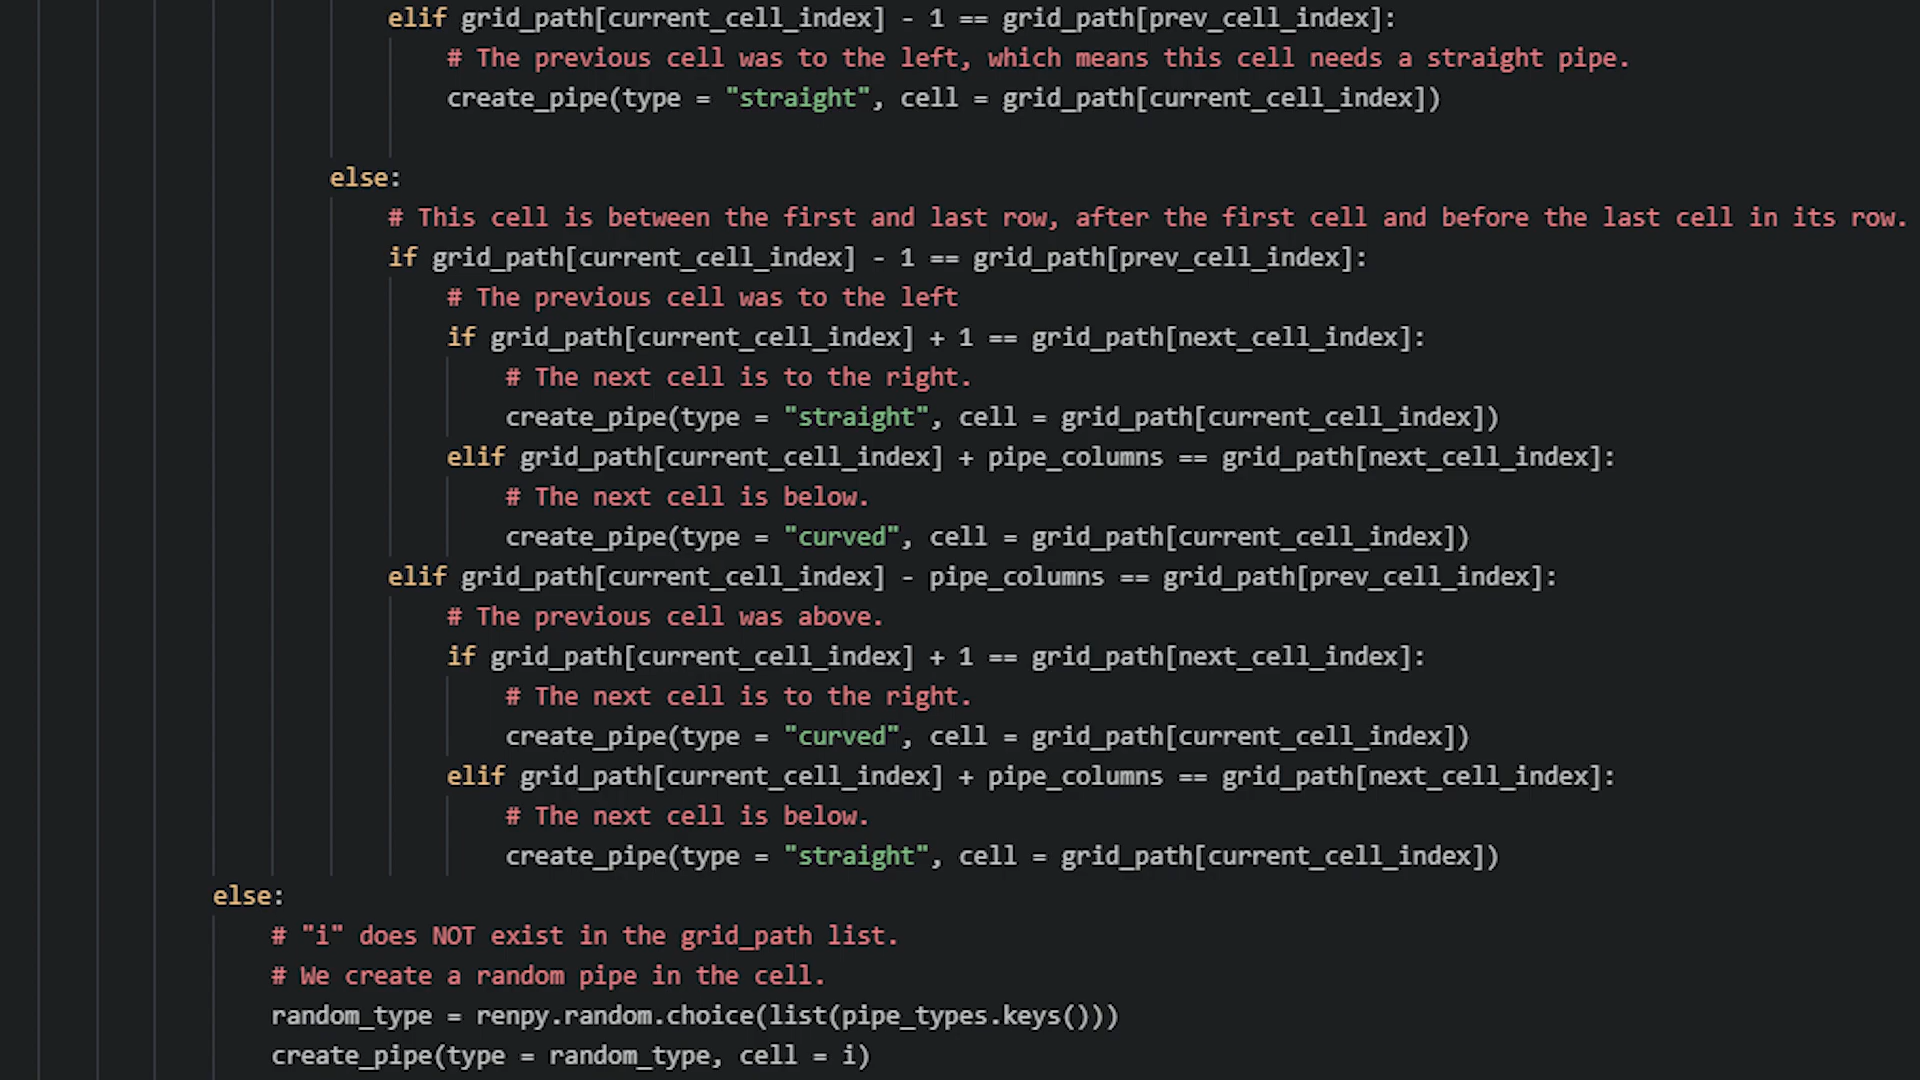 elif grid_path[current_cell_index] - 1 == grid_path[prev_cell_index]:
# The previous cell was to the left, which means this cell needs a straight pipe.
create_pipe(type = "straight", cell = grid_path[current_cell_index])
else:
# This cell is between the first and last row, after the first cell and before the last cell in its row.
if grid_path[current_cell_index] - 1 == grid_path[prev_cell_index]:
# The previous cell was to the left
if grid_path[current_cell_index] + 1 == grid_path[next_cell_index]:
# The next cell is to the right.
create_pipe(type = "straight", cell = grid_path[current_cell_index])
elif grid_path[current_cell_index] + pipe_columns == grid_path[next_cell_index]:
# The next cell is below.
create_pipe(type = "curved", cell = grid_path[current_cell_index])
elif grid_path[current_cell_index] - pipe_columns == grid_path[prev_cell_index]:
# The previous cell was above.
if grid_path[current_cell_index] + 1 == grid_path[next_cell_index]:
# The next cell is to the right.
create_pipe(type = "curved", cell = grid_path[current_cell_index])
elif grid_path[current_cell_index] + pipe_columns == grid_path[next_cell_index]:
# The next cell is below.
create_pipe(type = "straight", cell = grid_path[current_cell_index])
else:
# "i" does NOT exist in the grid_path list.
# We create a random pipe in the cell.
random_type = renpy.random.choice(list(pipe_types.keys()))
create_pipe(type = random_type, cell = i)